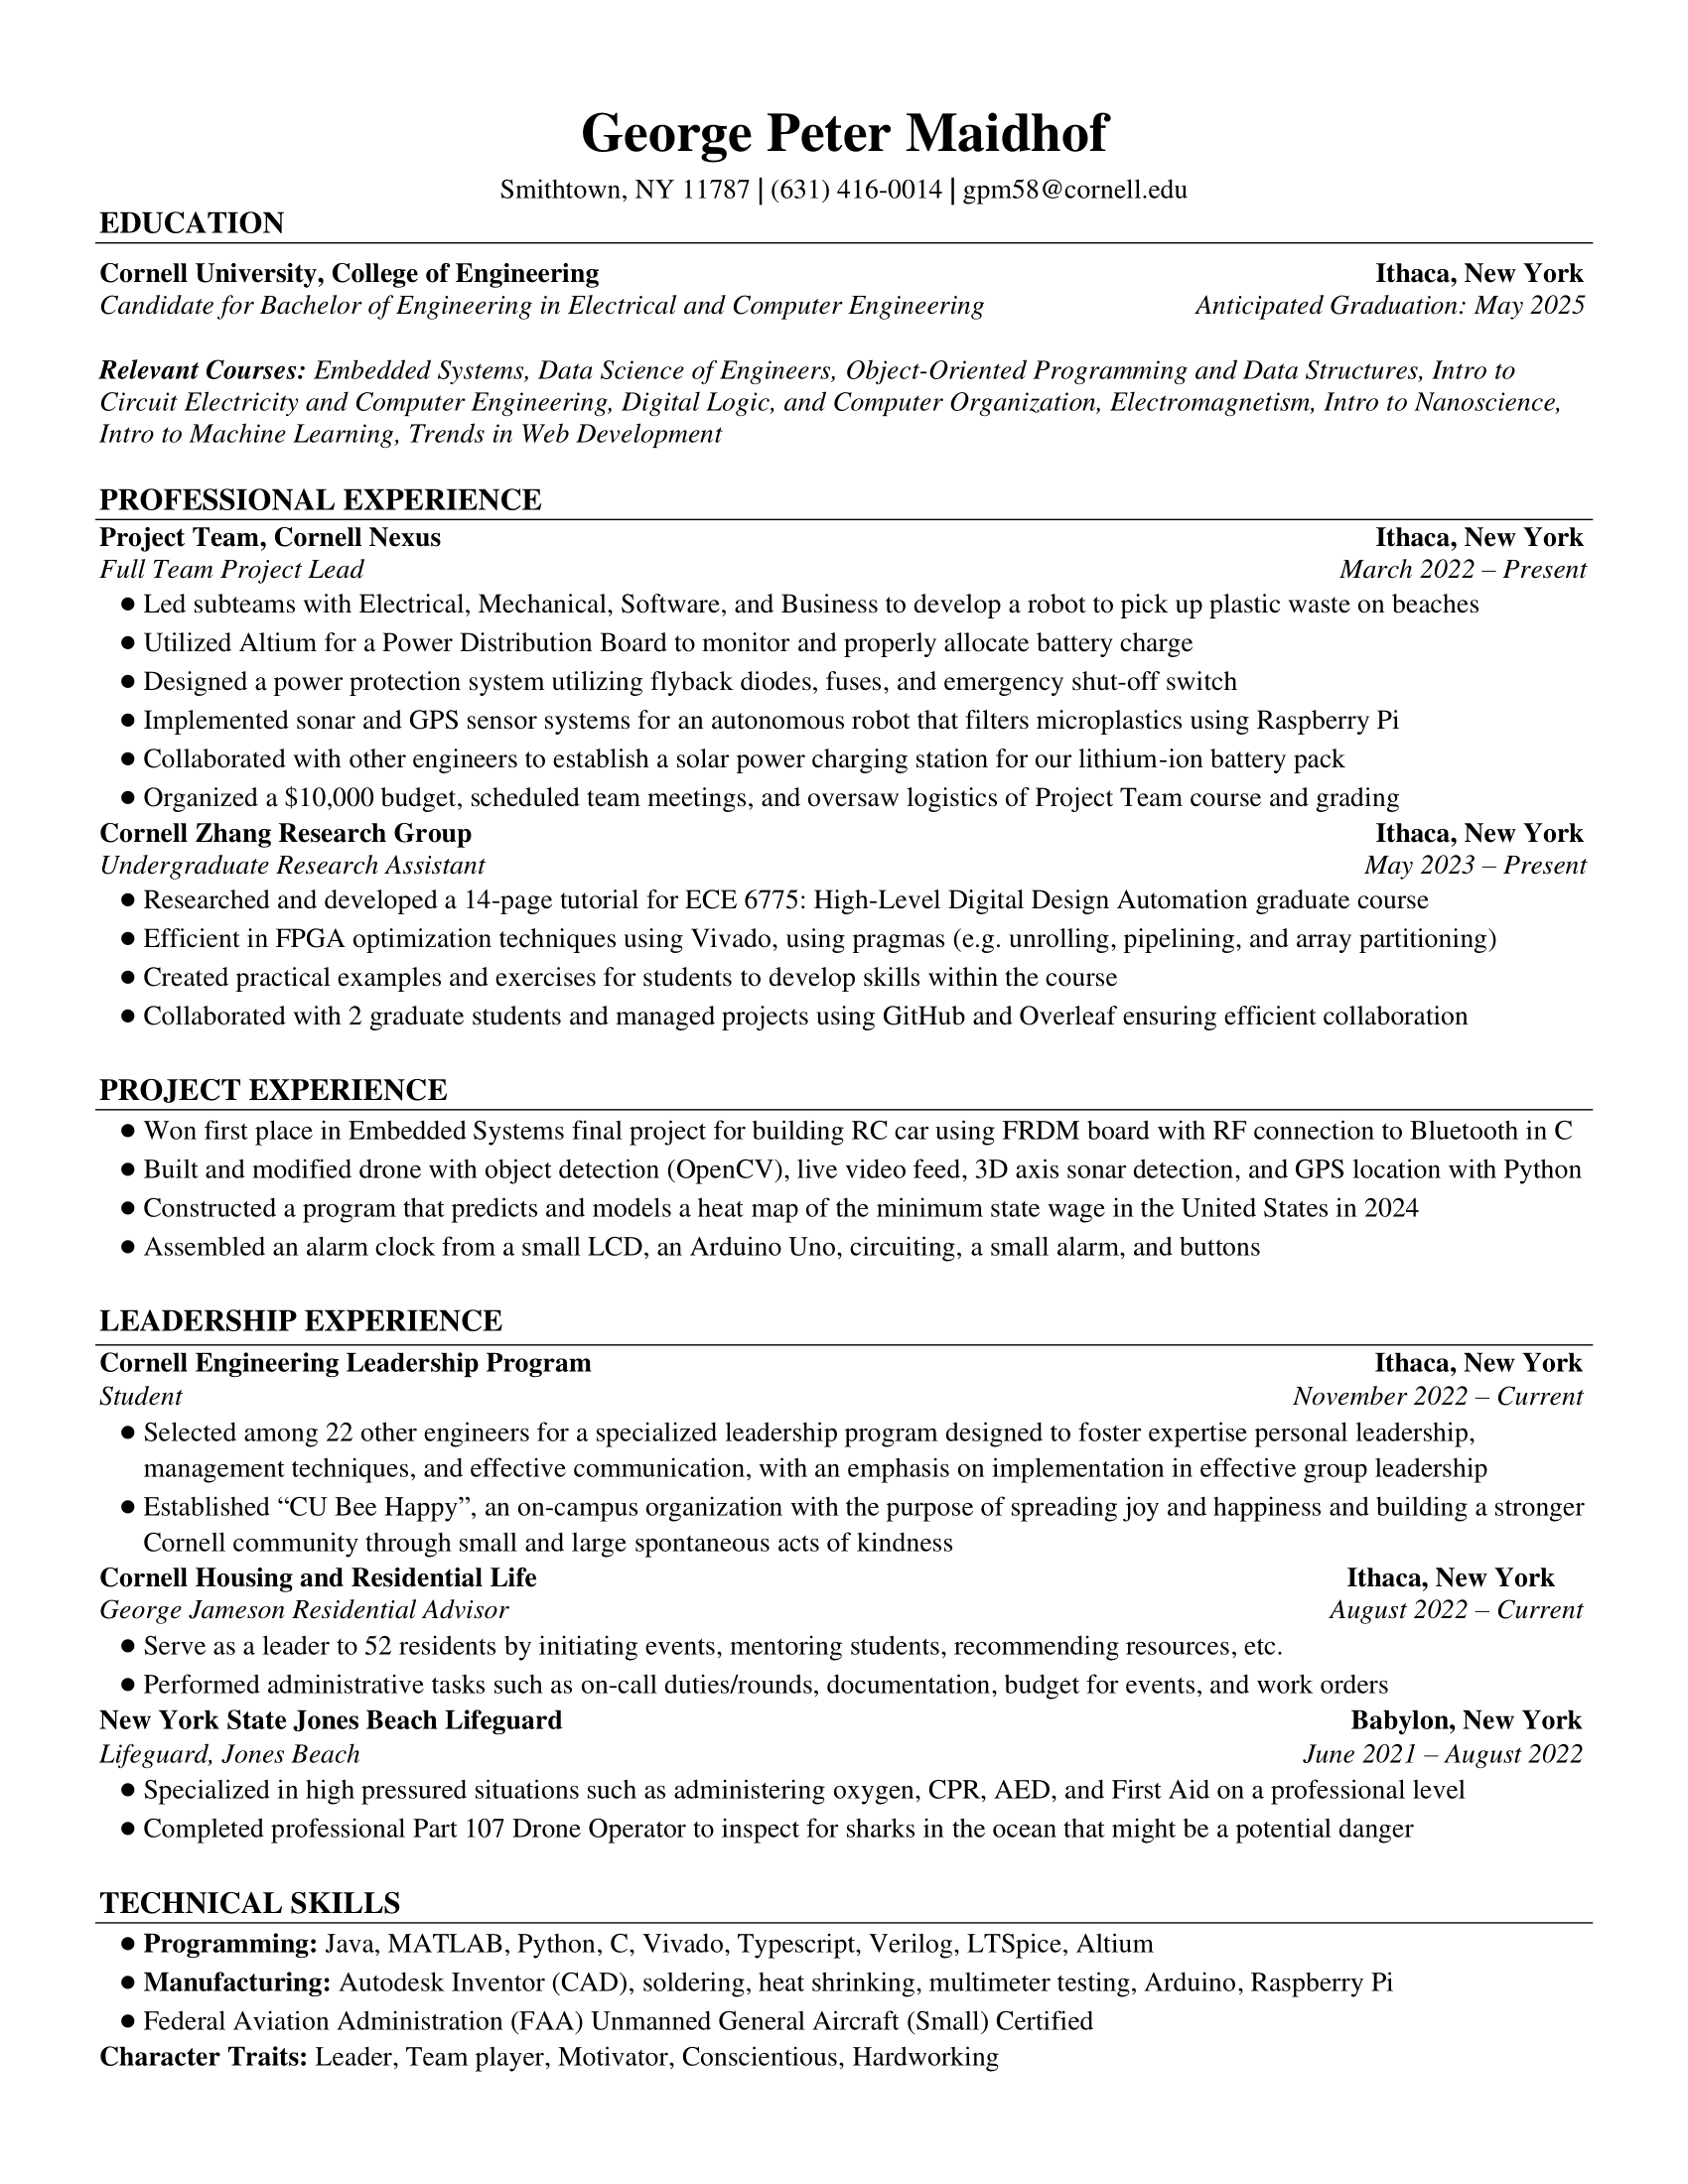 George Peter Maidhof
Smithtown, NY 11787 | (631) 416-0014 | gpm58@cornell.edu
EDUCATION
Cornell University, College of Engineering Ithaca, New York
Candidate for Bachelor of Engineering in Electrical and Computer Engineering Anticipated Graduation: May 2025
Relevant Courses: Embedded Systems, Data Science of Engineers, Object-Oriented Programming and Data Structures, Intro to
Circuit Electricity and Computer Engineering, Digital Logic, and Computer Organization, Electromagnetism, Intro to Nanoscience,
Intro to Machine Learning, Trends in Web Development
PROFESSIONAL EXPERIENCE
Project Team, Cornell Nexus Ithaca, New York
Full Team Project Lead March 2022 – Present
● Led subteams with Electrical, Mechanical, Software, and Business to develop a robot to pick up plastic waste on beaches
● Utilized Altium for a Power Distribution Board to monitor and properly allocate battery charge
● Designed a power protection system utilizing flyback diodes, fuses, and emergency shut-off switch
● Implemented sonar and GPS sensor systems for an autonomous robot that filters microplastics using Raspberry Pi
● Collaborated with other engineers to establish a solar power charging station for our lithium-ion battery pack
● Organized a $10,000 budget, scheduled team meetings, and oversaw logistics of Project Team course and grading
Cornell Zhang Research Group Ithaca, New York
Undergraduate Research Assistant May 2023 – Present
● Researched and developed a 14-page tutorial for ECE 6775: High-Level Digital Design Automation graduate course
● Efficient in FPGA optimization techniques using Vivado, using pragmas (e.g. unrolling, pipelining, and array partitioning)
● Created practical examples and exercises for students to develop skills within the course
● Collaborated with 2 graduate students and managed projects using GitHub and Overleaf ensuring efficient collaboration
PROJECT EXPERIENCE
● Won first place in Embedded Systems final project for building RC car using FRDM board with RF connection to Bluetooth in C
● Built and modified drone with object detection (OpenCV), live video feed, 3D axis sonar detection, and GPS location with Python
● Constructed a program that predicts and models a heat map of the minimum state wage in the United States in 2024
● Assembled an alarm clock from a small LCD, an Arduino Uno, circuiting, a small alarm, and buttons
LEADERSHIP EXPERIENCE
Cornell Engineering Leadership Program Ithaca, New York
Student November 2022 – Current
● Selected among 22 other engineers for a specialized leadership program designed to foster expertise personal leadership,
management techniques, and effective communication, with an emphasis on implementation in effective group leadership
● Established “CU Bee Happy”, an on-campus organization with the purpose of spreading joy and happiness and building a stronger
Cornell community through small and large spontaneous acts of kindness
Cornell Housing and Residential Life Ithaca, New York
George Jameson Residential Advisor August 2022 – Current
● Serve as a leader to 52 residents by initiating events, mentoring students, recommending resources, etc.
● Performed administrative tasks such as on-call duties/rounds, documentation, budget for events, and work orders
New York State Jones Beach Lifeguard Babylon, New York
Lifeguard, Jones Beach June 2021 – August 2022
● Specialized in high pressured situations such as administering oxygen, CPR, AED, and First Aid on a professional level
● Completed professional Part 107 Drone Operator to inspect for sharks in the ocean that might be a potential danger
TECHNICAL SKILLS
● Programming: Java, MATLAB, Python, C, Vivado, Typescript, Verilog, LTSpice, Altium
● Manufacturing: Autodesk Inventor (CAD), soldering, heat shrinking, multimeter testing, Arduino, Raspberry Pi
● Federal Aviation Administration (FAA) Unmanned General Aircraft (Small) Certified
Character Traits: Leader, Team player, Motivator, Conscientious, Hardworking